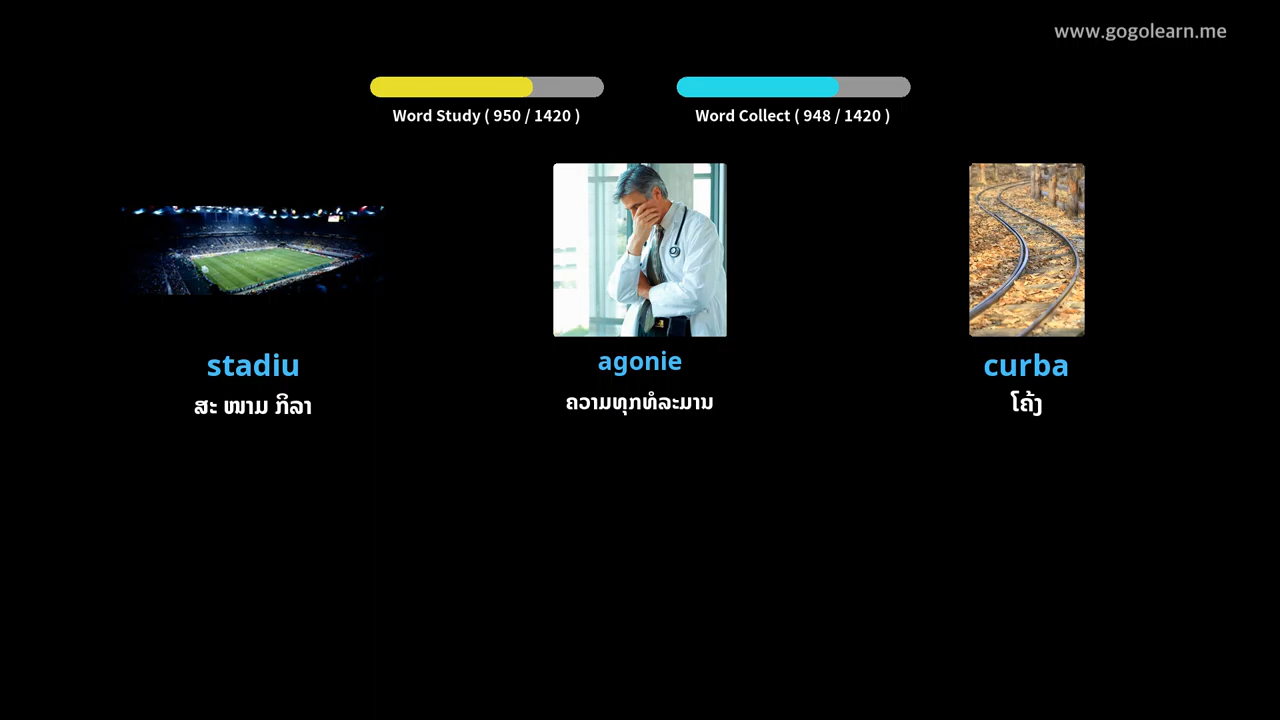 www.gogolearn.me
Word Study ( 950 / 1420 )
Word Collect ( 948 / 1420 )
stadiu
agonie
curba
ສະ ໜາມ ກິລາ
ຄວາມທຸກທໍລະມານ
ໂຄ້ງ